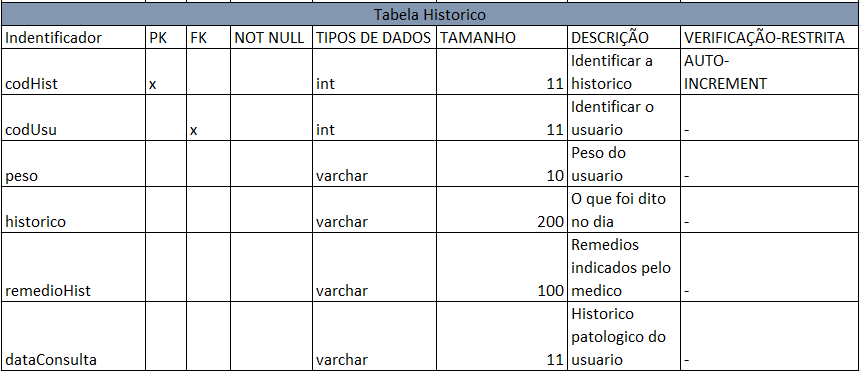 Tabela Historico
Indentificador PK FK NOT NULL TIPOS DE DADOS TAMANHO DESCRIÇÃO VERIFICAÇÃO-RESTRITA
codHist x int 11 Identificar a historico AUTO-INCREMENT
codUsu x int 11 Identificar o usuario -
peso varchar 10 Peso do usuario -
historico varchar 200 O que foi dito no dia -
remedioHist varchar 100 Remedios indicados pelo medico -
dataConsulta varchar 11 Historico patologico do usuario -